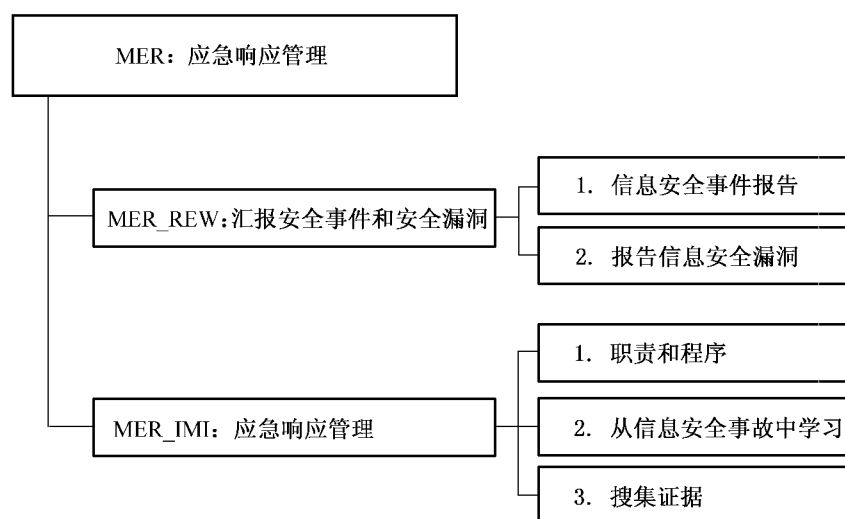 MER：应急响应管理
MER_REW：汇报安全事件和安全漏洞
1. 信息安全事件报告
2. 报告信息安全漏洞
MER_IMI：应急响应管理
1. 职责和程序
2. 从信息安全事故中学习
3. 搜集证据